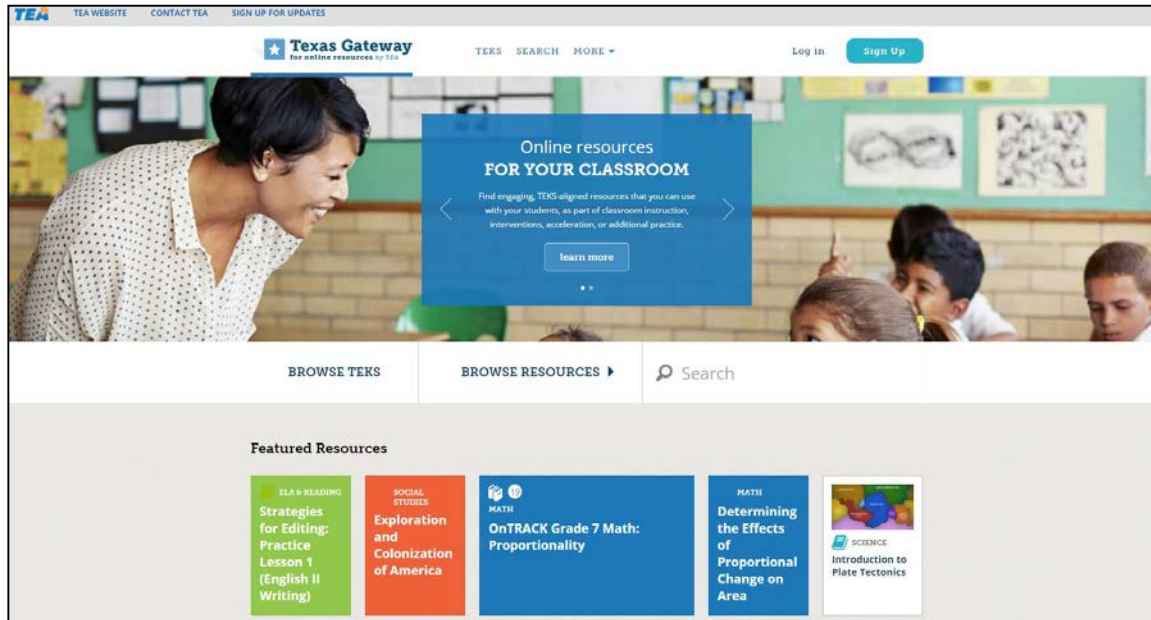 TEA
TEA WEBSITE CONTACT TEA SIGN UP FOR UPDATES
Texas Gateway
for online resources by TEA
TEKS SEARCH MORE
Log in Sign Up
Online resources
FOR YOUR CLASSROOM
Find engaging, TEKS-aligned resources that you can use
with your students, as part of classroom instruction,
interventions, acceleration, or additional practice.
learn more
BROWSE TEKS
BROWSE RESOURCES
Search
Featured Resources
ELA & READING
Strategies
for Editing:
Practice
Lesson 1
(English II
Writing)
SOCIAL
STUDIES
Exploration
and
Colonization
of America
19
MATH
OnTRACK Grade 7 Math:
Proportionality
MATH
Determining
the Effects
of
Proportional
Change on
Area
SCIENCE
Introduction to
Plate Tectonics